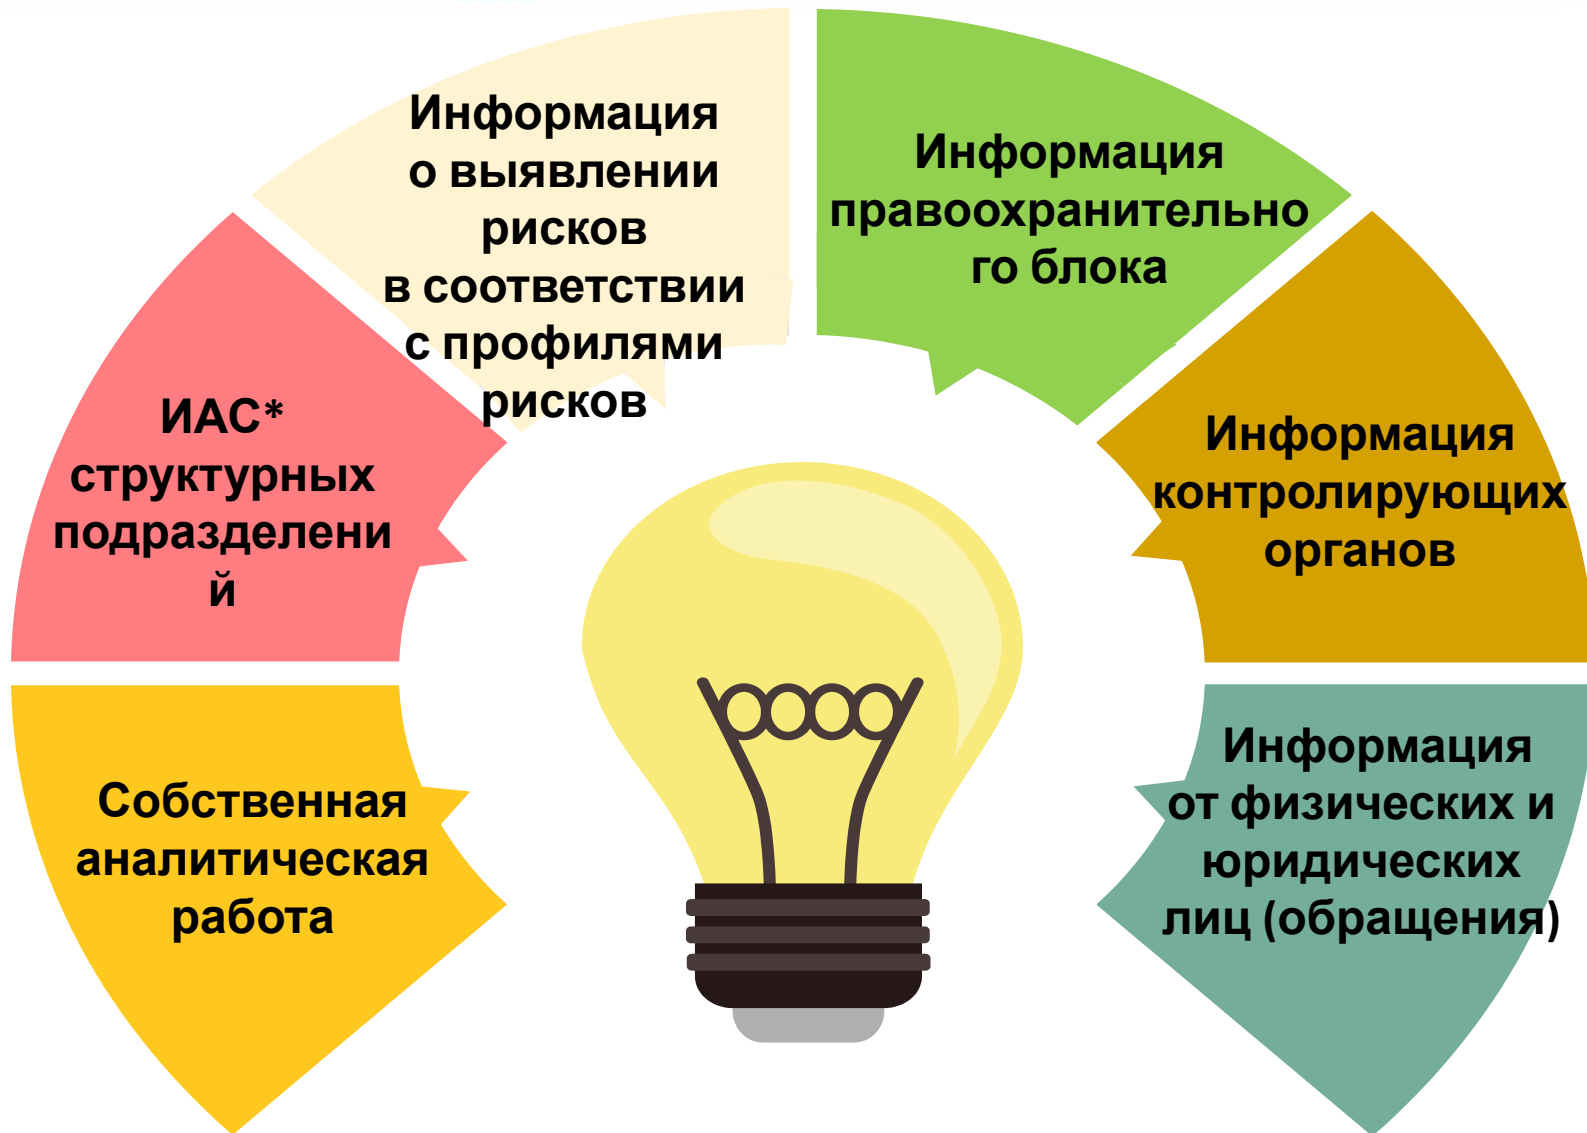 Информация
о выявлении
рисков
в соответствии
с профилями
рисков
Информация
правоохранительно
го блока
ИАС*
структурных
подразделени
й
Информация
контролирующих
органов
Собственная
аналитическая
работа
Информация
от физических и
юридических
лиц (обращения)